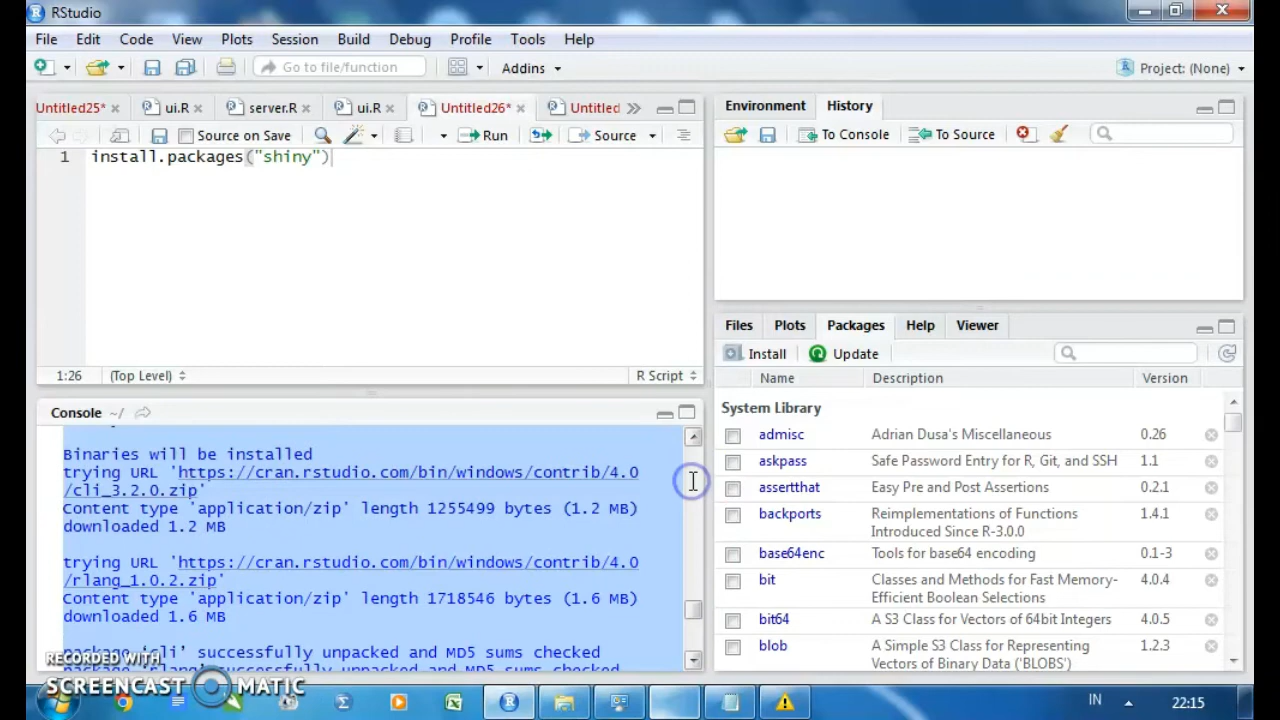 RStudio
File Edit Code View Plots Session Build Debug Profile Tools Help
Go to file/function Addins Project: (None)
Untitled25* ui.R server.R ui.R Untitled26* Untitled
Source on Save Run Source
1 install.packages("shiny")
1:26 (Top Level) R Script
Console ~/
Binaries will be installed
trying URL 'https://cran.rstudio.com/bin/windows/contrib/4.0
/cli_3.2.0.zip'
Content type 'application/zip' length 1255499 bytes (1.2 MB)
downloaded 1.2 MB
trying URL 'https://cran.rstudio.com/bin/windows/contrib/4.0
/rlang_1.0.2.zip'
Content type 'application/zip' length 1718546 bytes (1.6 MB)
downloaded 1.6 MB
package 'cli' successfully unpacked and MD5 sums checked
package 'rlang' successfully unpacked and MD5 sums checked
Environment History
To Console To Source
Files Plots Packages Help Viewer
Install Update
Name Description Version
System Library
admisc Adrian Dusa's Miscellaneous 0.26
askpass Safe Password Entry for R, Git, and SSH 1.1
assertthat Easy Pre and Post Assertions 0.2.1
backports Reimplementations of Functions 1.4.1
Introduced Since R-3.0.0
base64enc Tools for base64 encoding 0.1-3
bit Classes and Methods for Fast Memory- 4.0.4
Efficient Boolean Selections
bit64 A S3 Class for Vectors of 64bit Integers 4.0.5
blob A Simple S3 Class for Representing 1.2.3
Vectors of Binary Data ('BLOBS')
RECORDED WITH
SCREENCAST MATIC
IN 22:15